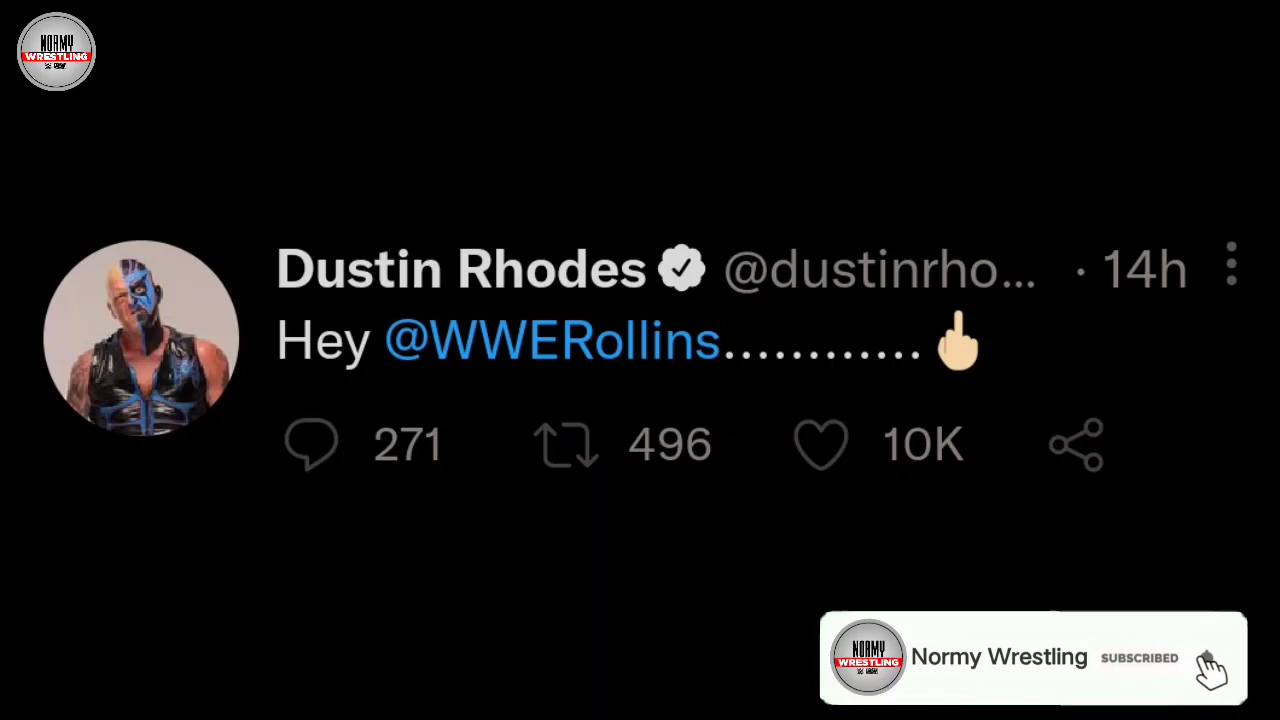 NORMY
WRESTLING
Dustin Rhodes @dustinrho... · 14h
Hey @WWERollins............🖕🏼
271 496 10K
NORMY
WRESTLING
Normy Wrestling SUBSCRIBED